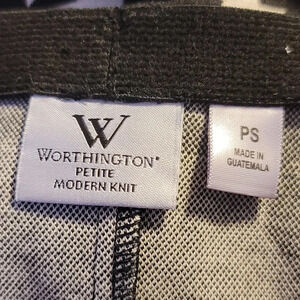 W
WORTHINGTON®
PETITE
MODERN KNIT
PS
MADE IN
GUATEMALA